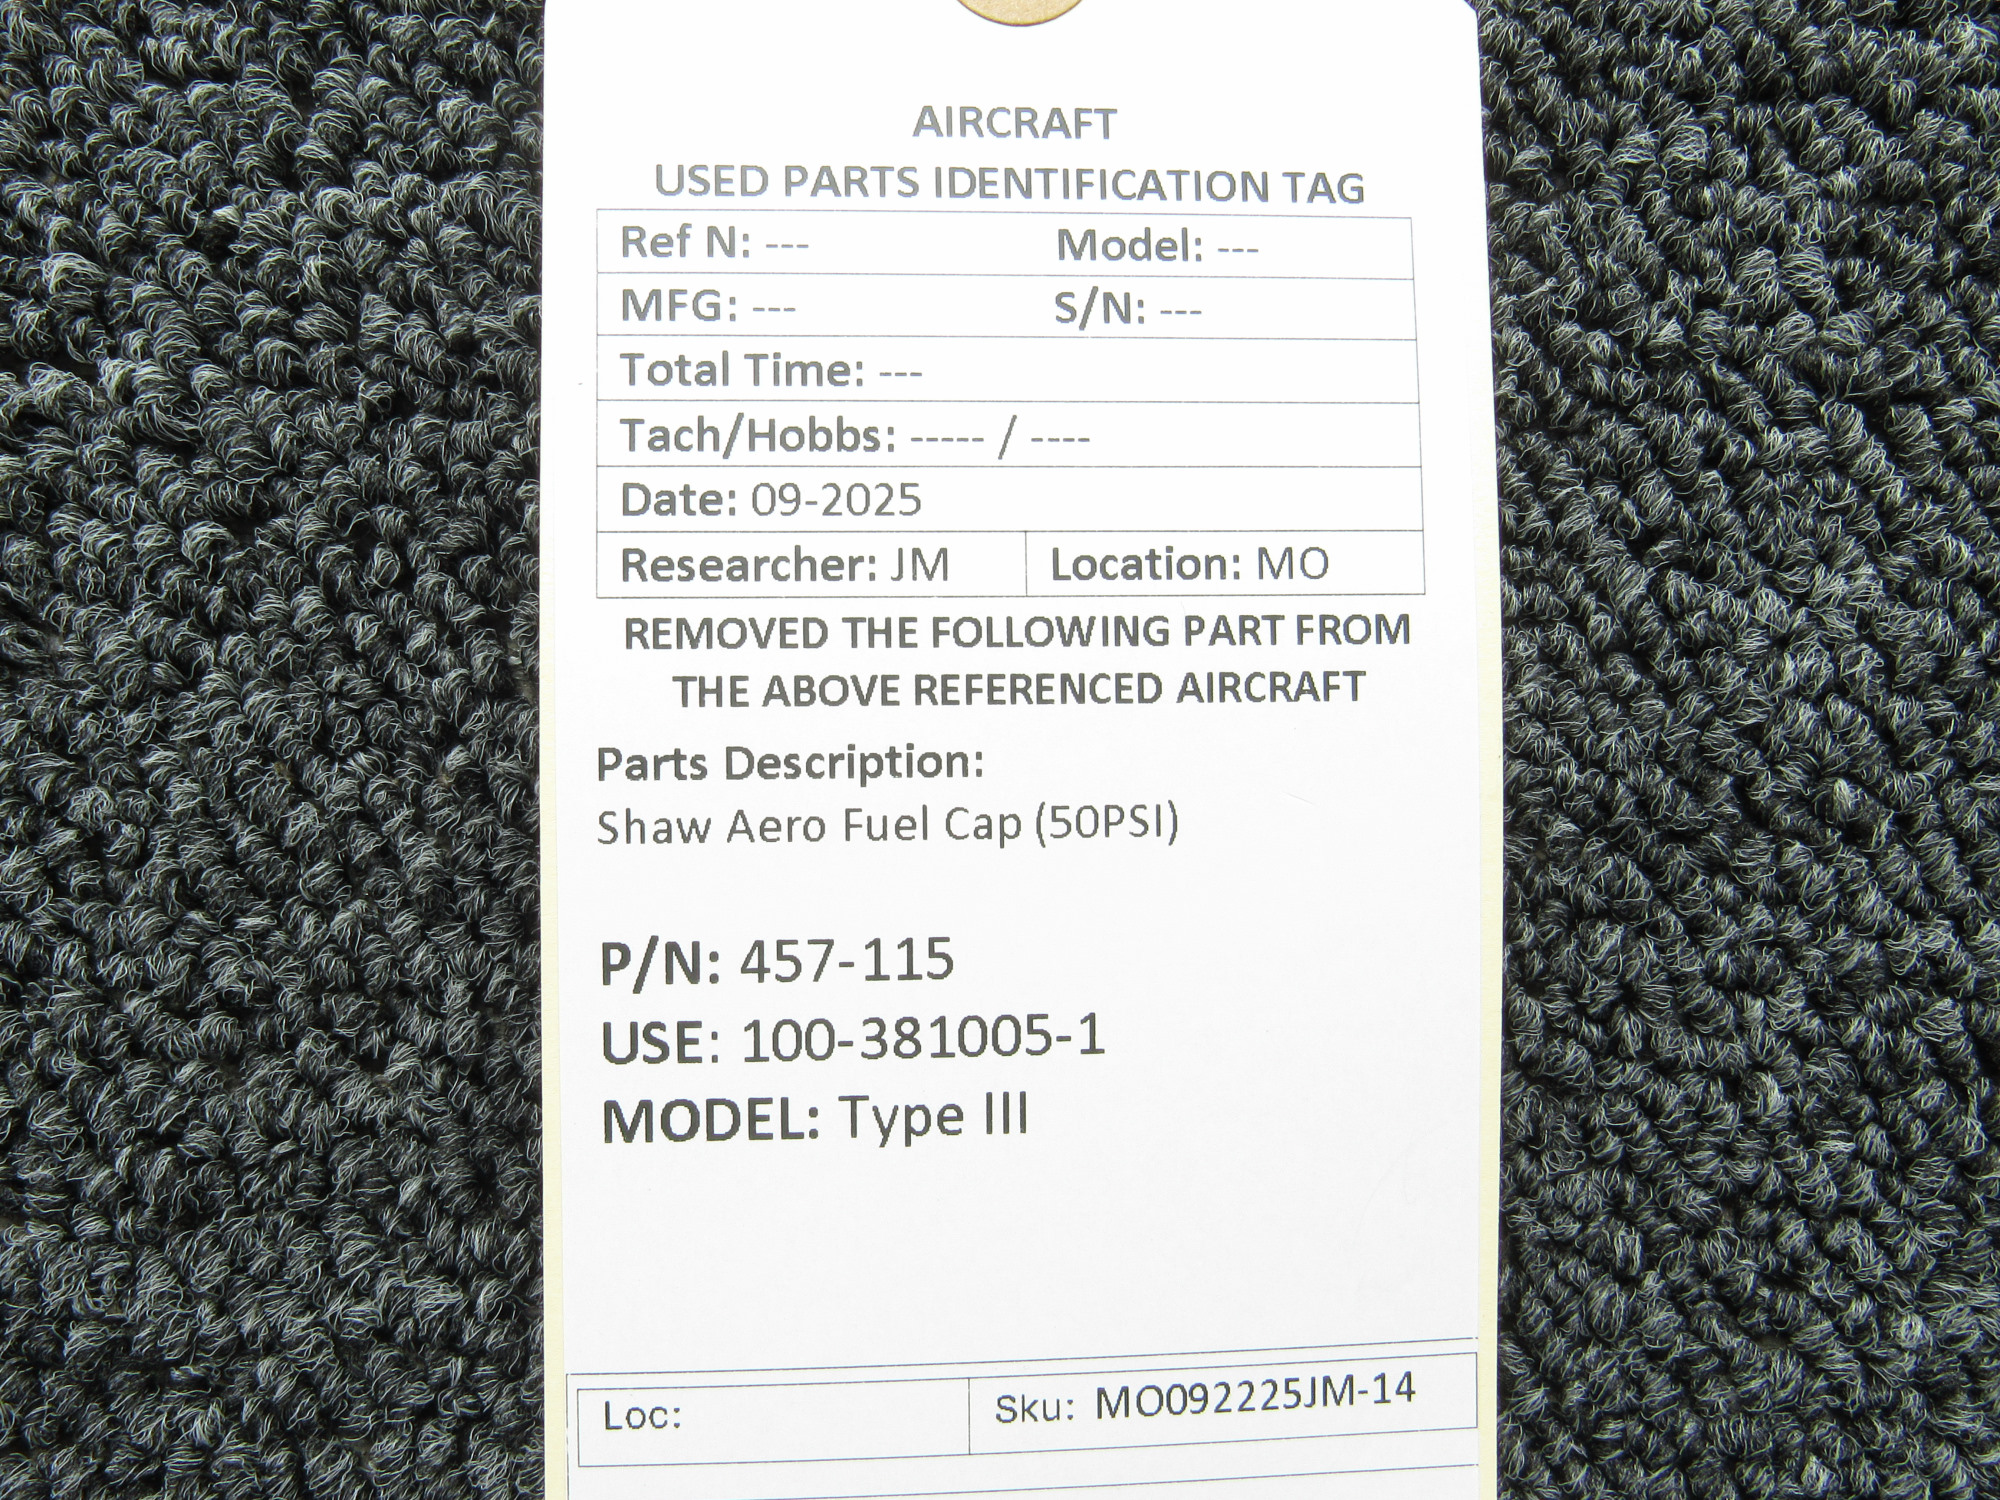 AIRCRAFT
USED PARTS IDENTIFICATION TAG
Ref N: --- Model: ---
MFG: --- S/N: ---
Total Time: ---
Tach/Hobbs: ----- / ----
Date: 09-2025
Researcher: JM Location: MO
REMOVED THE FOLLOWING PART FROM
THE ABOVE REFERENCED AIRCRAFT
Parts Description:
Shaw Aero Fuel Cap (50PSI)
P/N: 457-115
USE: 100-381005-1
MODEL: Type III
Loc: Sku: MO092225JM-14